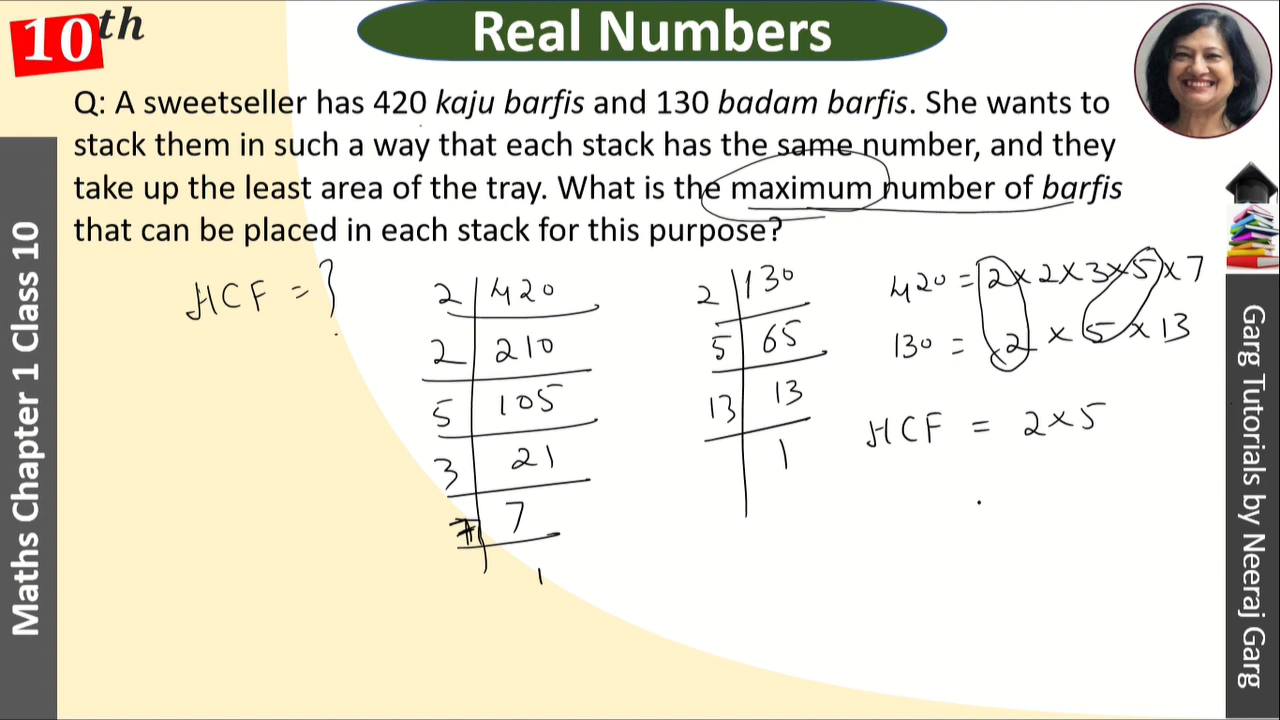 10th
Real Numbers
Q: A sweetseller has 420 kaju barfis and 130 badam barfis. She wants to
stack them in such a way that each stack has the same number, and they
take up the least area of the tray. What is the maximum number of barfis
that can be placed in each stack for this purpose?
HCF = ?
2 | 420
2 | 210
5 | 105
3 | 21
7 | 7
1
2 | 130
5 | 65
13 | 13
1
420 = 2 x 2 x 3 x 5 x 7
130 = 2 x 5 x 13
HCF = 2 x 5
Maths Chapter 1 Class 10
Garg Tutorials by Neeraj Garg